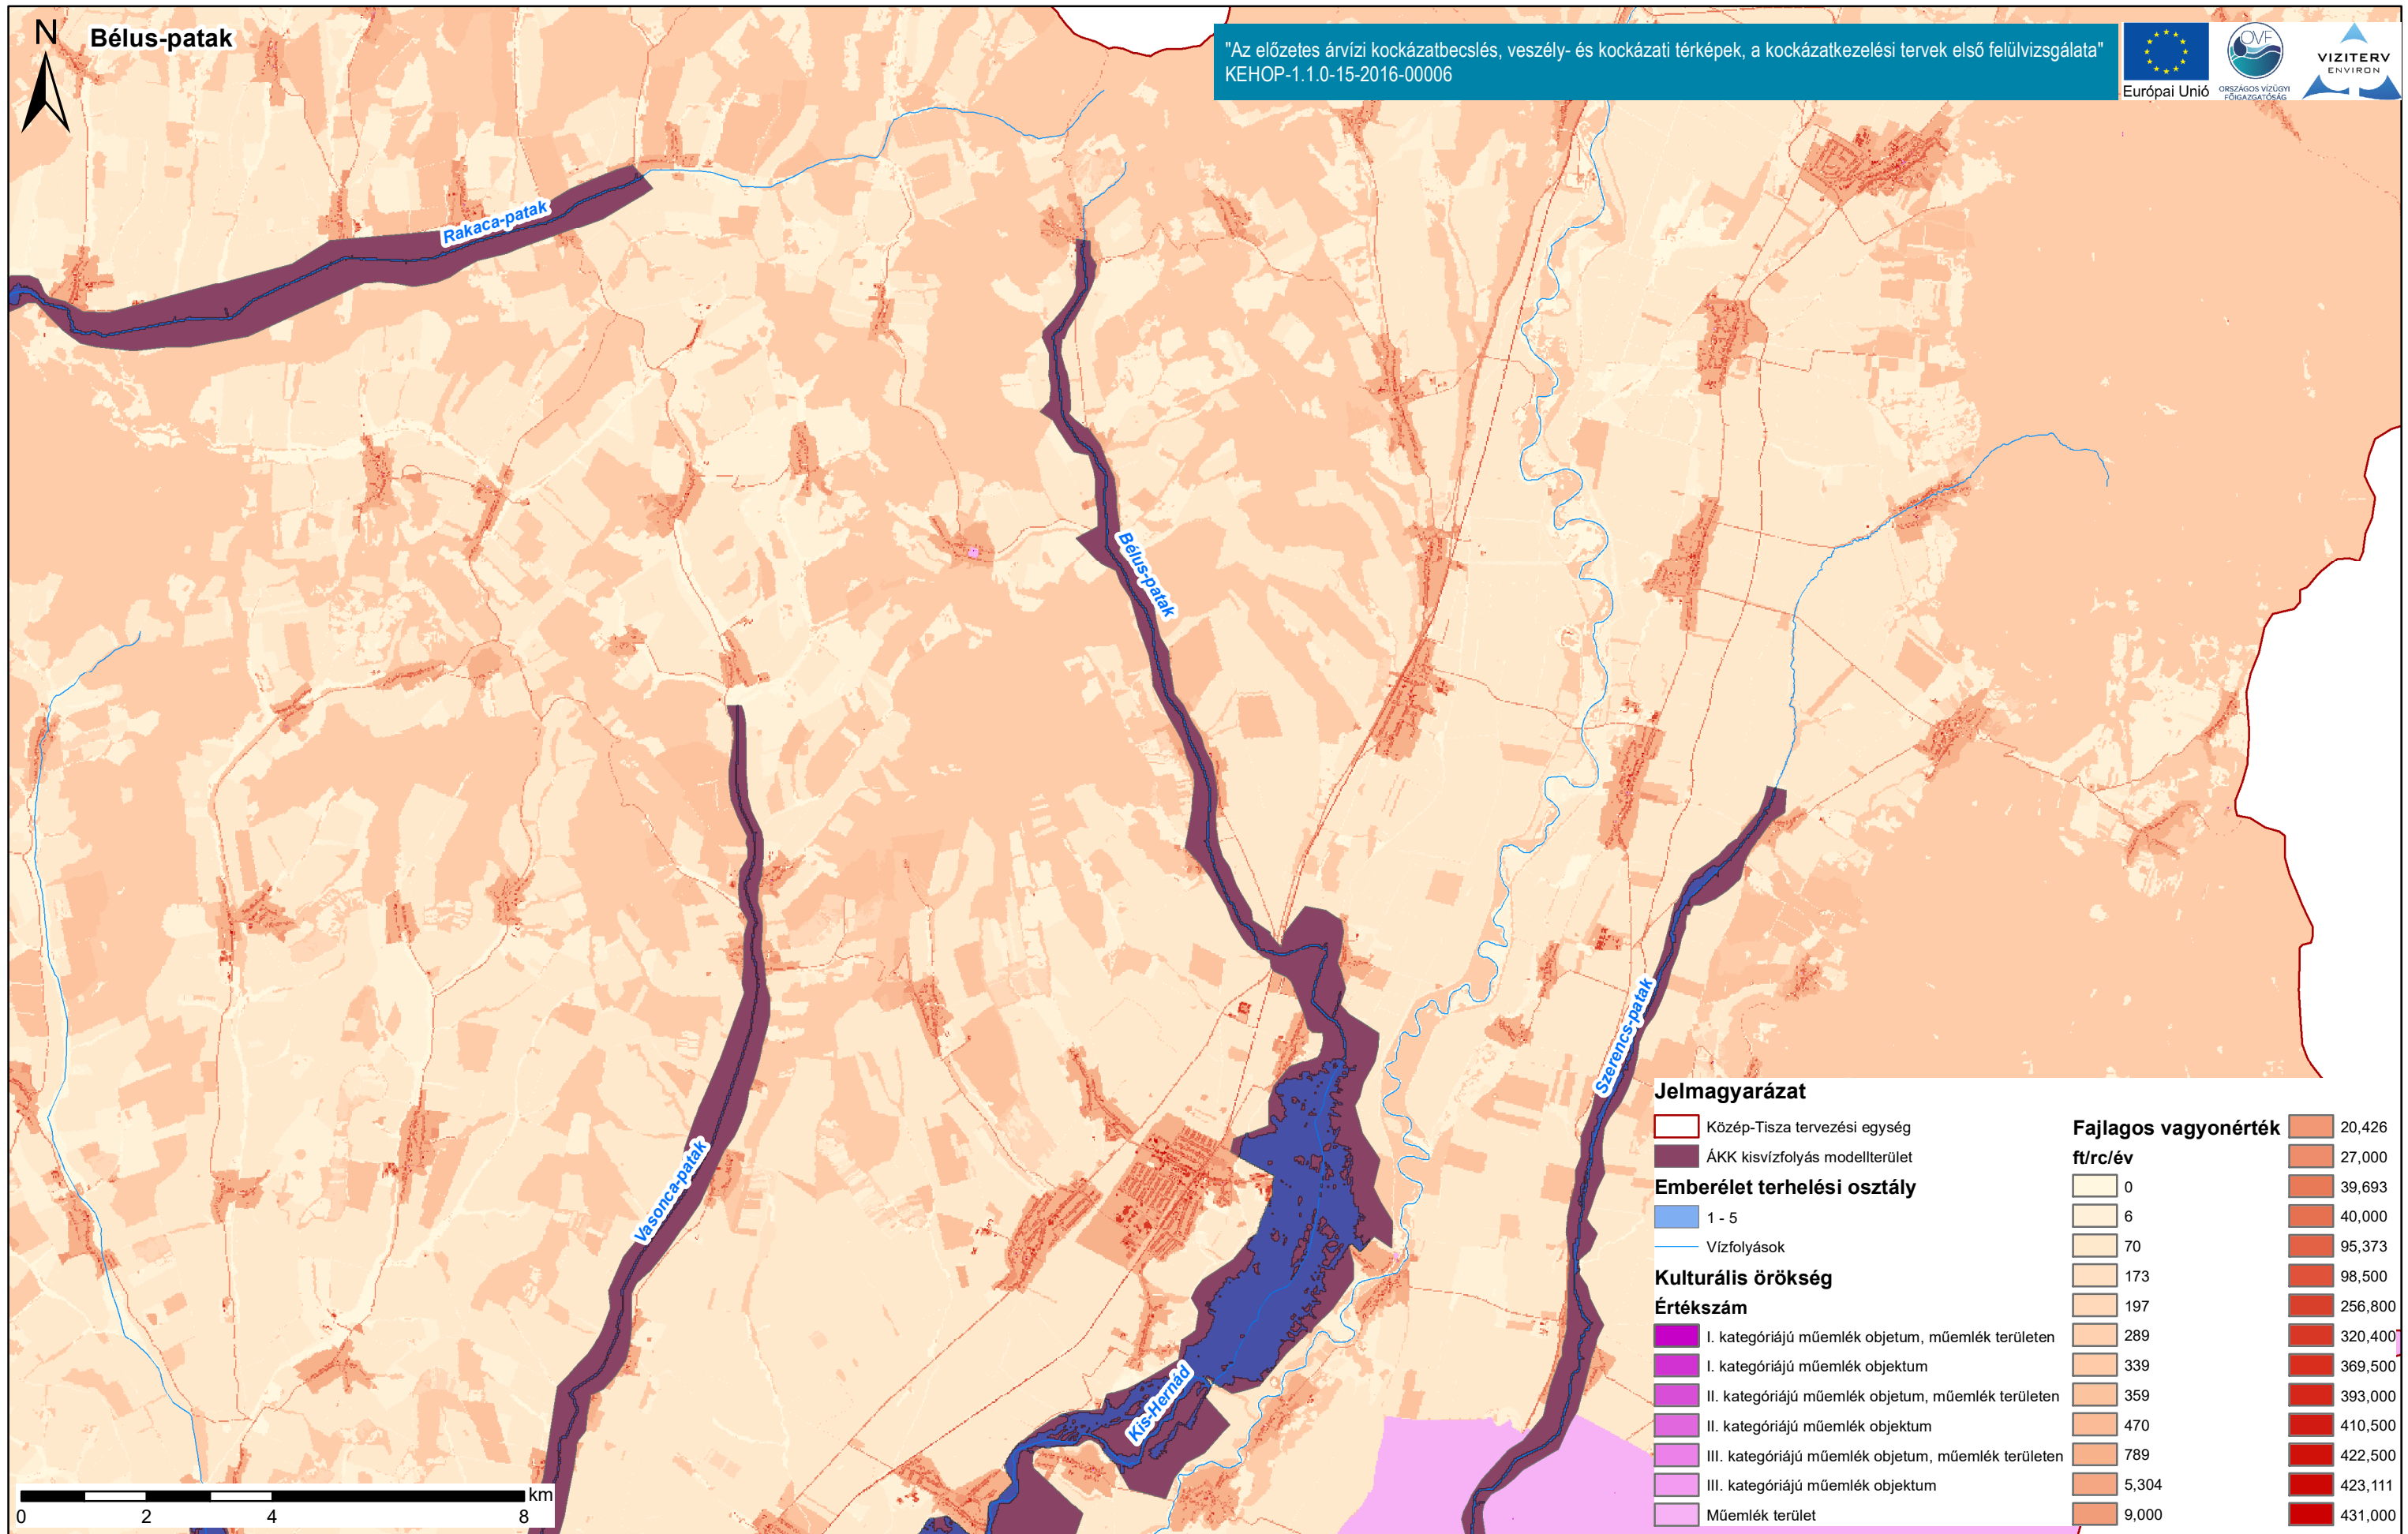 N
Bélus-patak
"Az előzetes árvízi kockázatbecslés, veszély- és kockázati térképek, a kockázatkezelési tervek első felülvizsgálata"
KEHOP-1.1.0-15-2016-00006
Európai Unió
OVF
ORSZÁGOS VÍZÜGYI
FŐIGAZGATÓSÁG
VIZITERV
ENVIRON
Rakaca-patak
Bélus-patak
Szerencs-patak
Vasonca-patak
Kis-Hernád
Jelmagyarázat
Közép-Tisza tervezési egység
ÁKK kisvízfolyás modellterület
Emberélet terhelési osztály
1 - 5
Vízfolyások
Kulturális örökség
Értékszám
I. kategóriájú műemlék objetum, műemlék területen
I. kategóriájú műemlék objektum
II. kategóriájú műemlék objetum, műemlék területen
II. kategóriájú műemlék objektum
III. kategóriájú műemlék objetum, műemlék területen
III. kategóriájú műemlék objektum
Műemlék terület
Fajlagos vagyonérték
ft/rc/év
0
6
70
173
197
289
339
359
470
789
5,304
9,000
20,426
27,000
39,693
40,000
95,373
98,500
256,800
320,400
369,500
393,000
410,500
422,500
423,111
431,000
km
0 2 4 8